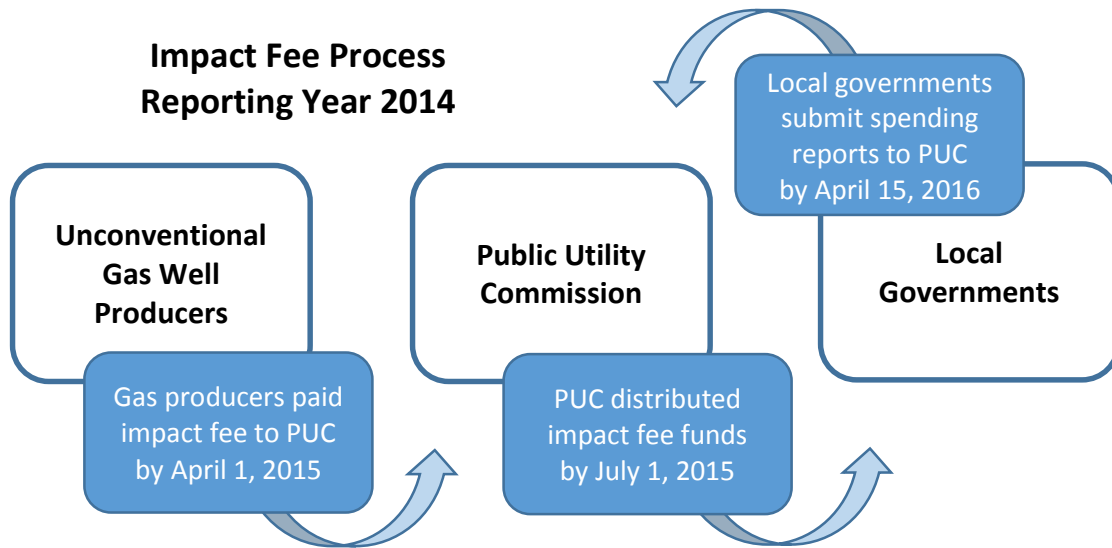 Impact Fee Process
Reporting Year 2014
Unconventional
Gas Well
Producers
Gas producers paid
impact fee to PUC
by April 1, 2015
Public Utility
Commission
PUC distributed
impact fee funds
by July 1, 2015
Local governments
submit spending
reports to PUC
by April 15, 2016
Local
Governments